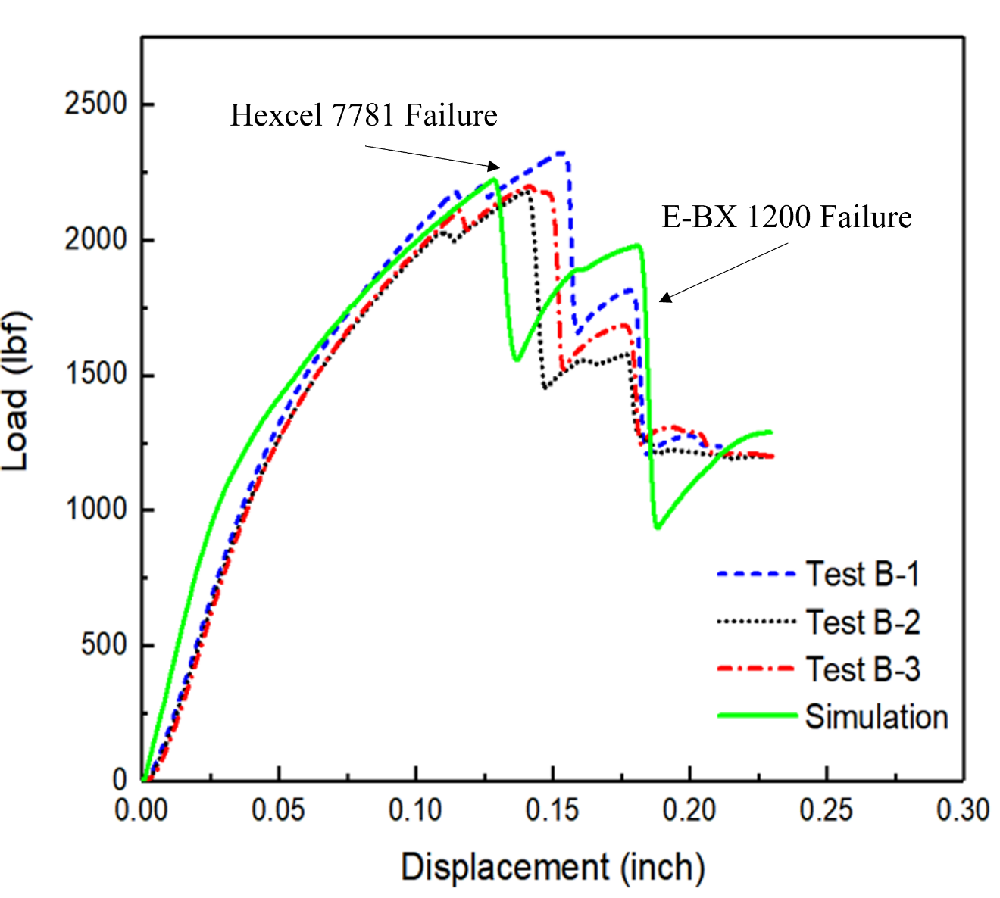 Hexcel 7781 Failure
E-BX 1200 Failure
Load (lbf)
2500
2000
1500
1000
500
0
Test B-1
Test B-2
Test B-3
Simulation
0.00 0.05 0.10 0.15 0.20 0.25 0.30
Displacement (inch)